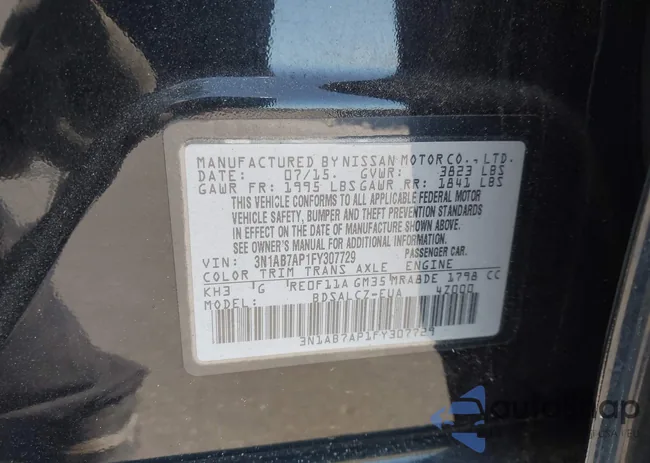 MANUFACTURED BY NISSAN MOTOR CO., LTD.
DATE: 07/15. GVWR: 3823 LBS
GAWR FR: 1995 LBS GAWR RR: 1841 LBS
THIS VEHICLE CONFORMS TO ALL APPLICABLE FEDERAL MOTOR
VEHICLE SAFETY, BUMPER AND THEFT PREVENTION STANDARDS
IN EFFECT ON THE DATE OF MANUFACTURE SHOWN ABOVE.
SEE OWNER'S MANUAL FOR ADDITIONAL INFORMATION.
VIN: 3N1AB7AP1FY307729 PASSENGER CAR.
COLOR TRIM TRANS AXLE ENGINE
KH3 G RE0F11A GM35 MRA8DE 1798 CC
MODEL: BDSALCZ-EUA 4Z000
3N1AB7AP1FY307729
autosnap